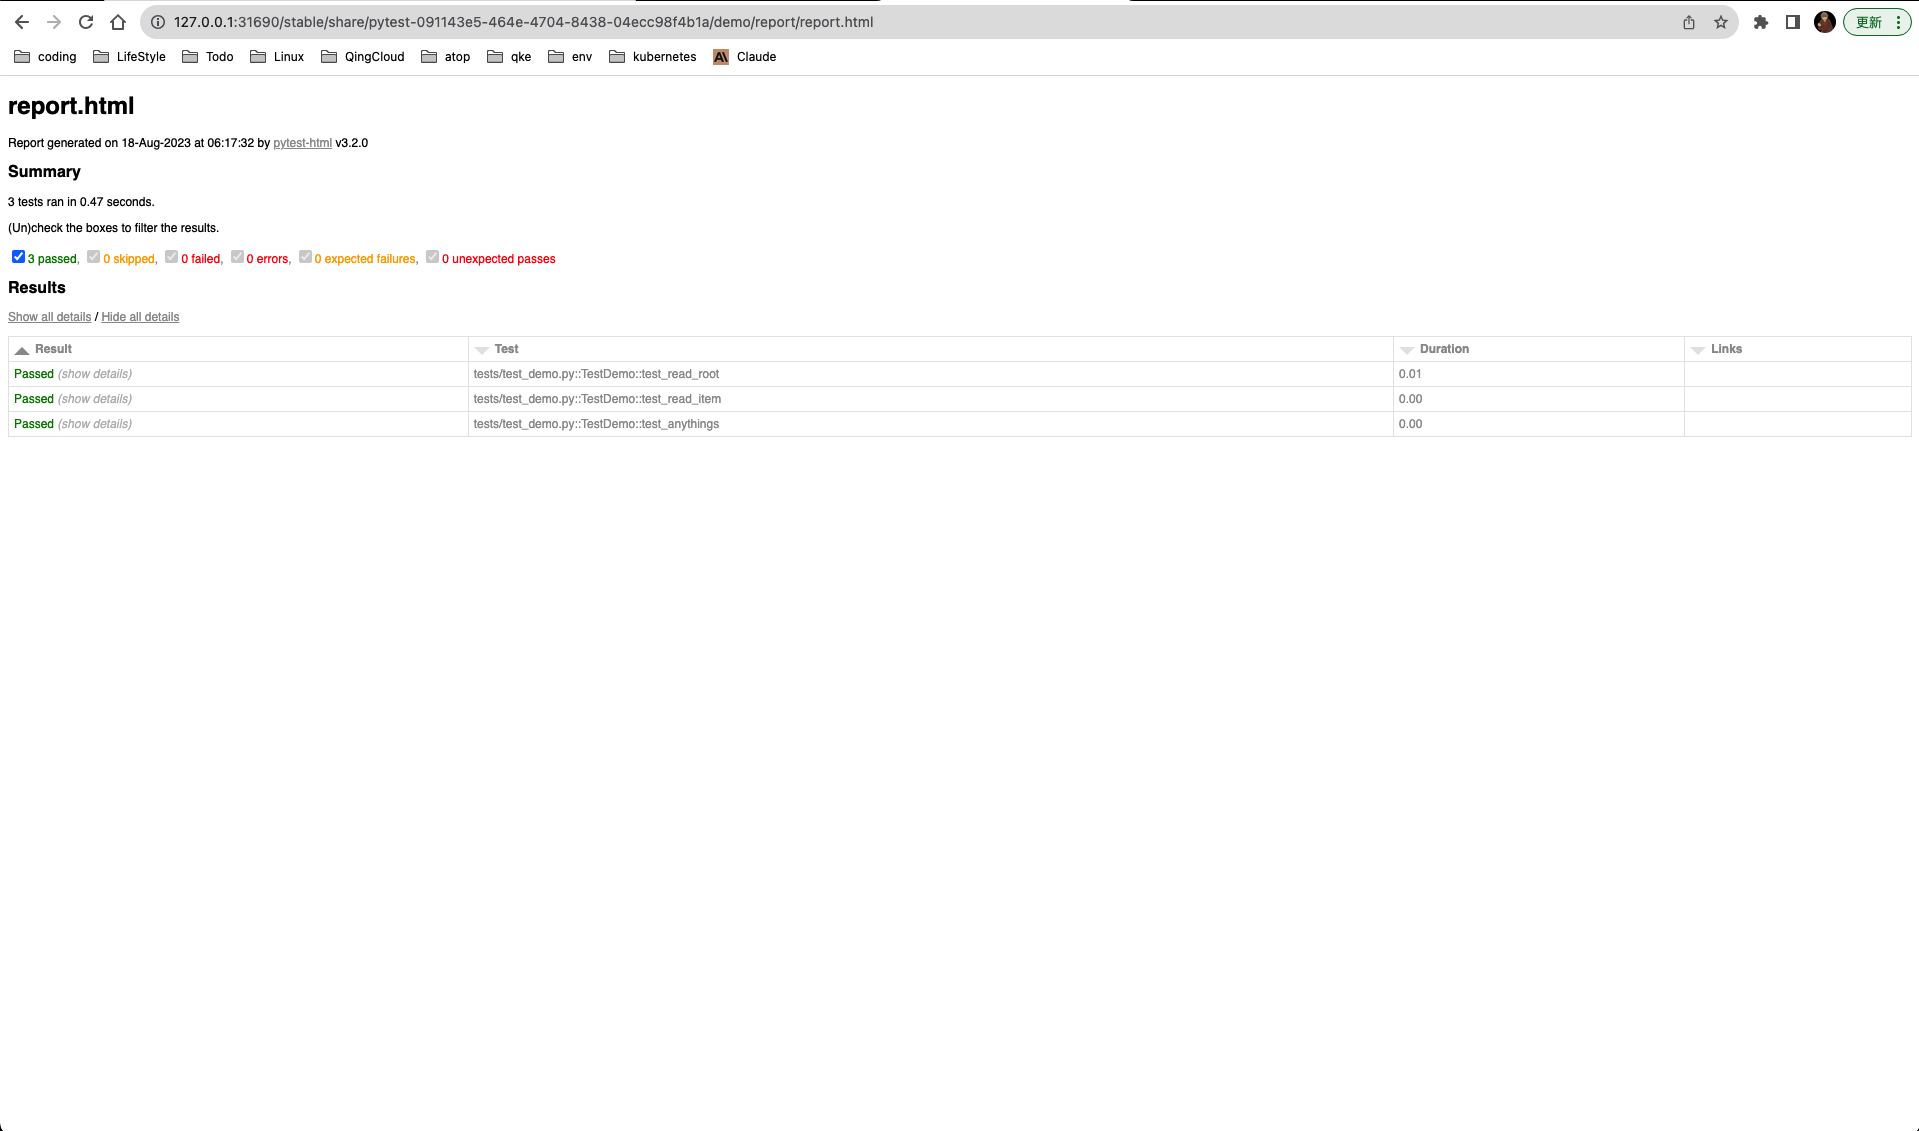 127.0.0.1:31690/stable/share/pytest-091143e5-464e-4704-8438-04ecc98f4b1a/demo/report/report.html 更新
coding LifeStyle Todo Linux QingCloud atop qke env kubernetes Claude
report.html
Report generated on 18-Aug-2023 at 06:17:32 by pytest-html v3.2.0
Summary
3 tests ran in 0.47 seconds.
(Un)check the boxes to filter the results.
3 passed, 0 skipped, 0 failed, 0 errors, 0 expected failures, 0 unexpected passes
Results
Show all details / Hide all details
Result Test Duration Links
Passed (show details) tests/test_demo.py::TestDemo::test_read_root 0.01
Passed (show details) tests/test_demo.py::TestDemo::test_read_item 0.00
Passed (show details) tests/test_demo.py::TestDemo::test_anythings 0.00